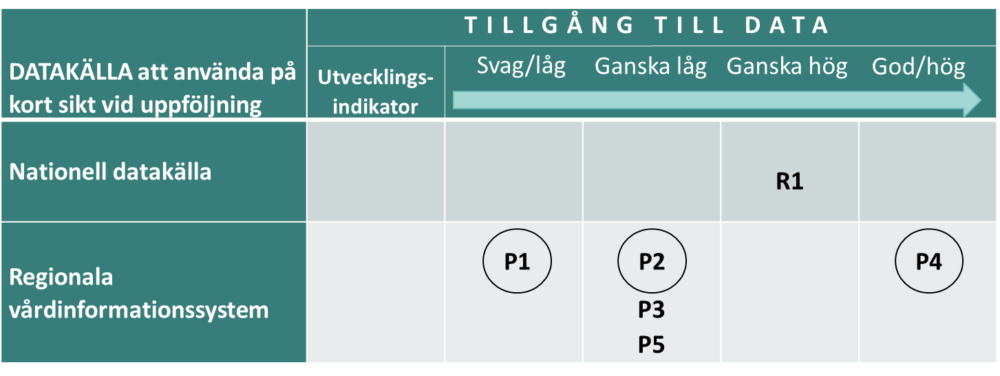 TILLGÅNG TILL DATA
DATAKÄLLA att använda på
kort sikt vid uppföljning
Utvecklings-
indikator
Svag/låg
Ganska låg
Ganska hög
God/hög
Nationell datakälla
R1
Regionala
vårdinformationssystem
P1
P2
P3
P5
P4